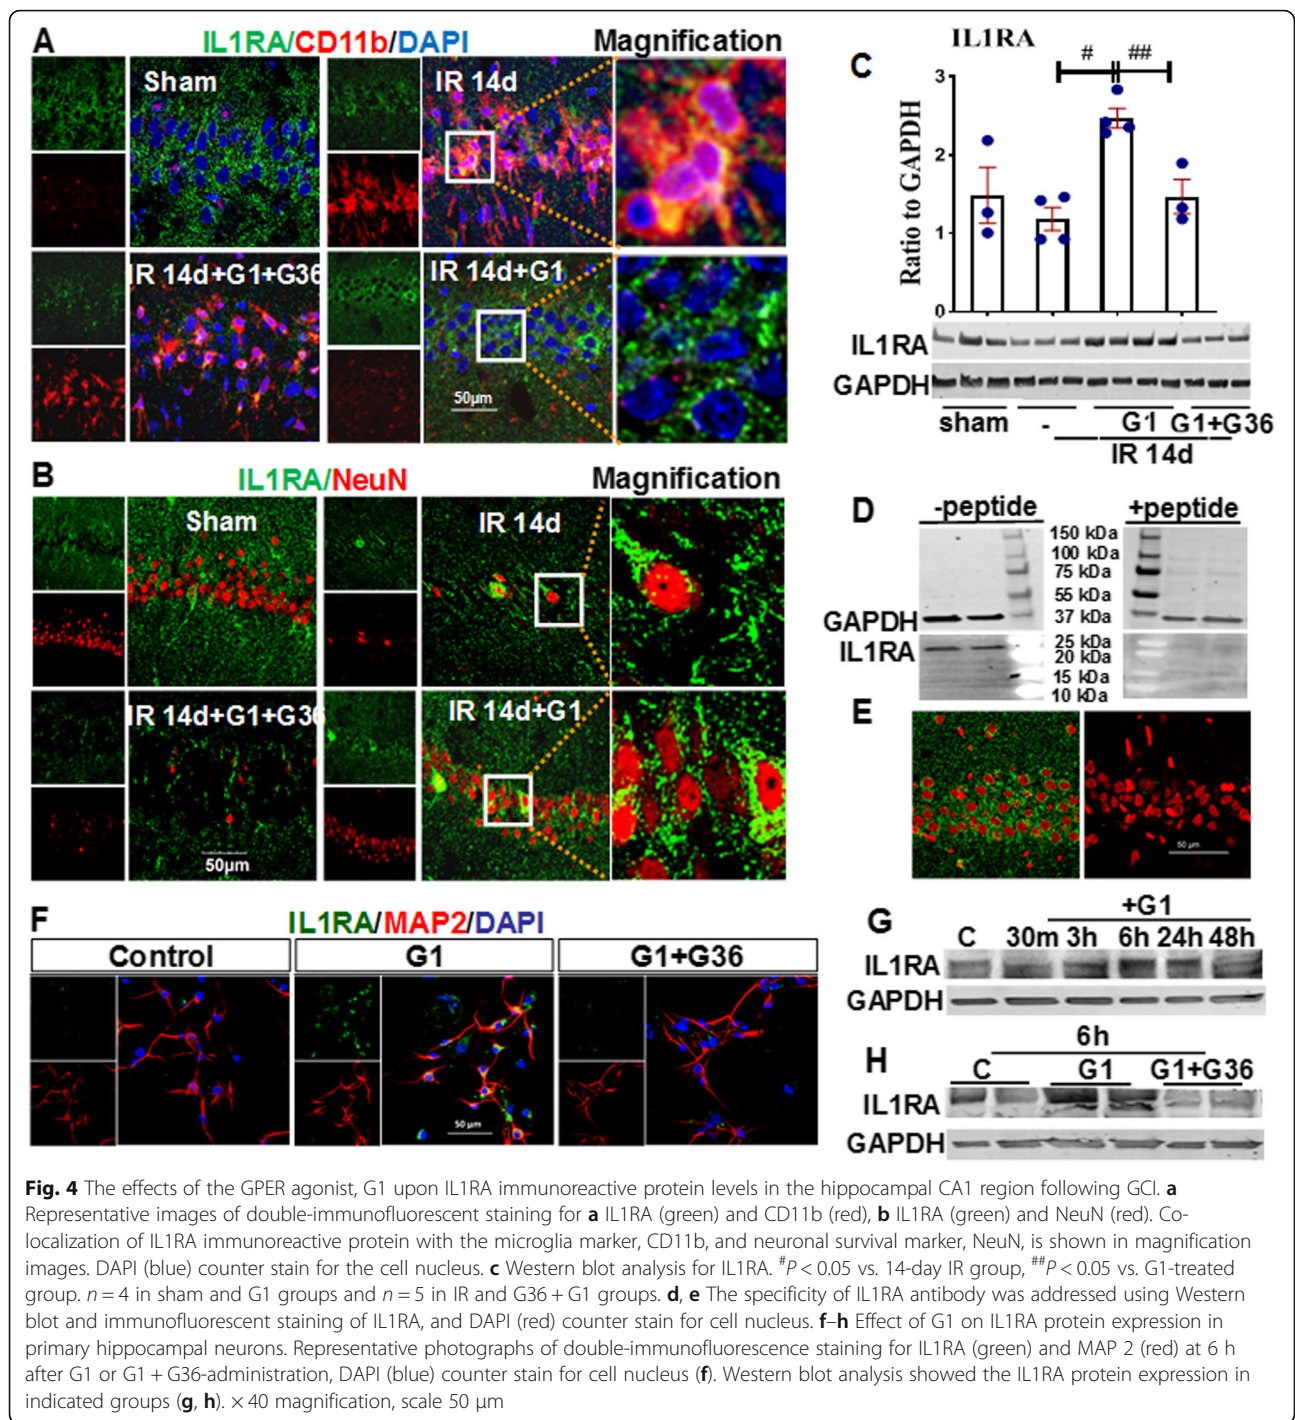 A
IL1RA/CD11b/DAPI
Magnification
Sham
IR 14d
IR 14d+G1+G36
IR 14d+G1
50μm
B
IL1RA/NeuN
Magnification
Sham
IR 14d
IR 14d+G1+G36
IR 14d+G1
50μm
C
IL1RA
# ##
Ratio to GAPDH
3
2
1
0
IL1RA
GAPDH
sham - G1 G1+G36
IR 14d
D
-peptide +peptide
150 kDa
100 kDa
75 kDa
55 kDa
37 kDa
25 kDa
20 kDa
15 kDa
10 kDa
GAPDH
IL1RA
E
50 μm
F
IL1RA/MAP2/DAPI
Control G1 G1+G36
50 μm
G
+G1
C 30m 3h 6h 24h 48h
IL1RA
GAPDH
H
6h
C G1 G1+G36
IL1RA
GAPDH
Fig. 4 The effects of the GPER agonist, G1 upon IL1RA immunoreactive protein levels in the hippocampal CA1 region following GCI. a
Representative images of double-immunofluorescent staining for a IL1RA (green) and CD11b (red), b IL1RA (green) and NeuN (red). Co-
localization of IL1RA immunoreactive protein with the microglia marker, CD11b, and neuronal survival marker, NeuN, is shown in magnification
images. DAPI (blue) counter stain for the cell nucleus. c Western blot analysis for IL1RA. #P < 0.05 vs. 14-day IR group, ##P < 0.05 vs. G1-treated
group. n = 4 in sham and G1 groups and n = 5 in IR and G36 + G1 groups. d, e The specificity of IL1RA antibody was addressed using Western
blot and immunofluorescent staining of IL1RA, and DAPI (red) counter stain for cell nucleus. f–h Effect of G1 on IL1RA protein expression in
primary hippocampal neurons. Representative photographs of double-immunofluorescence staining for IL1RA (green) and MAP 2 (red) at 6 h
after G1 or G1 + G36-administration, DAPI (blue) counter stain for cell nucleus (f). Western blot analysis showed the IL1RA protein expression in
indicated groups (g, h). × 40 magnification, scale 50 μm